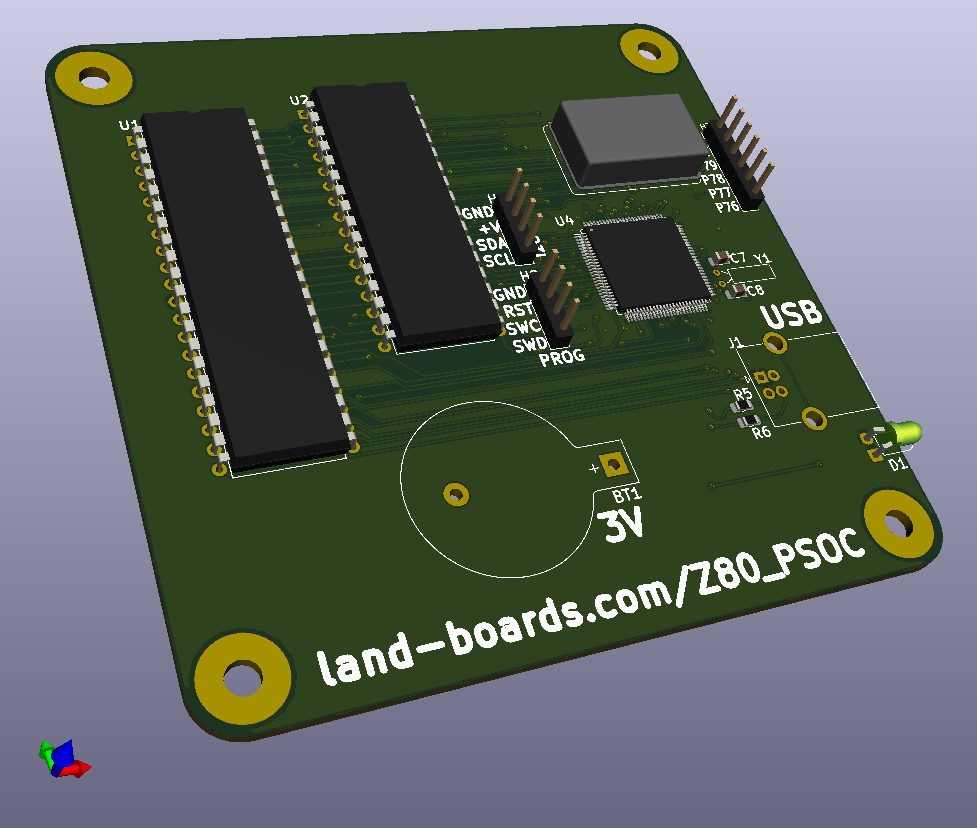 U1
U2
79
P78
P77
P76
GND
+V
SDA
SCL
U4
C7
Y1
C8
GND
RST
SWC
SWD
PROG
USB
J1
R5
R6
D1
+
BT1
3V
land-boards.com/Z80_PSOC